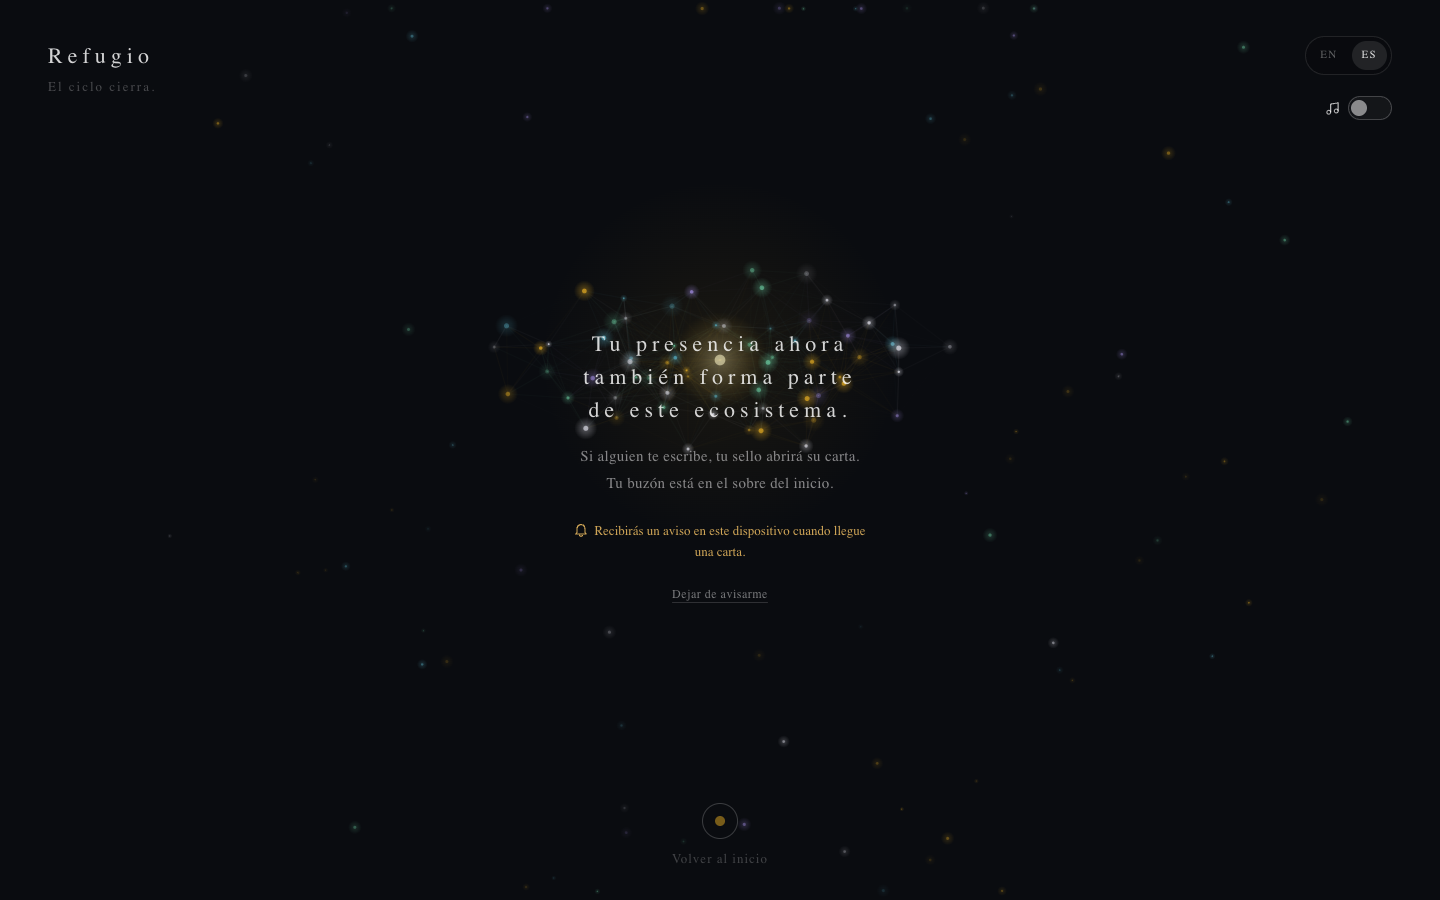 Refugio
El ciclo cierra.
EN
ES
Tu presencia ahora
también forma parte
de este ecosistema.
Si alguien te escribe, tu sello abrirá su carta.
Tu buzón está en el sobre del inicio.
Recibirás un aviso en este dispositivo cuando llegue
una carta.
Dejar de avisarme
Volver al inicio